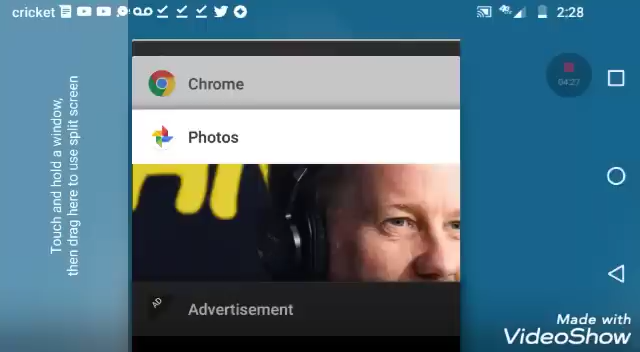 cricket
2:28
Touch and hold a window,
then drag here to use split screen
Chrome
Photos
04:27
AD
Advertisement
Made with
VideoShow